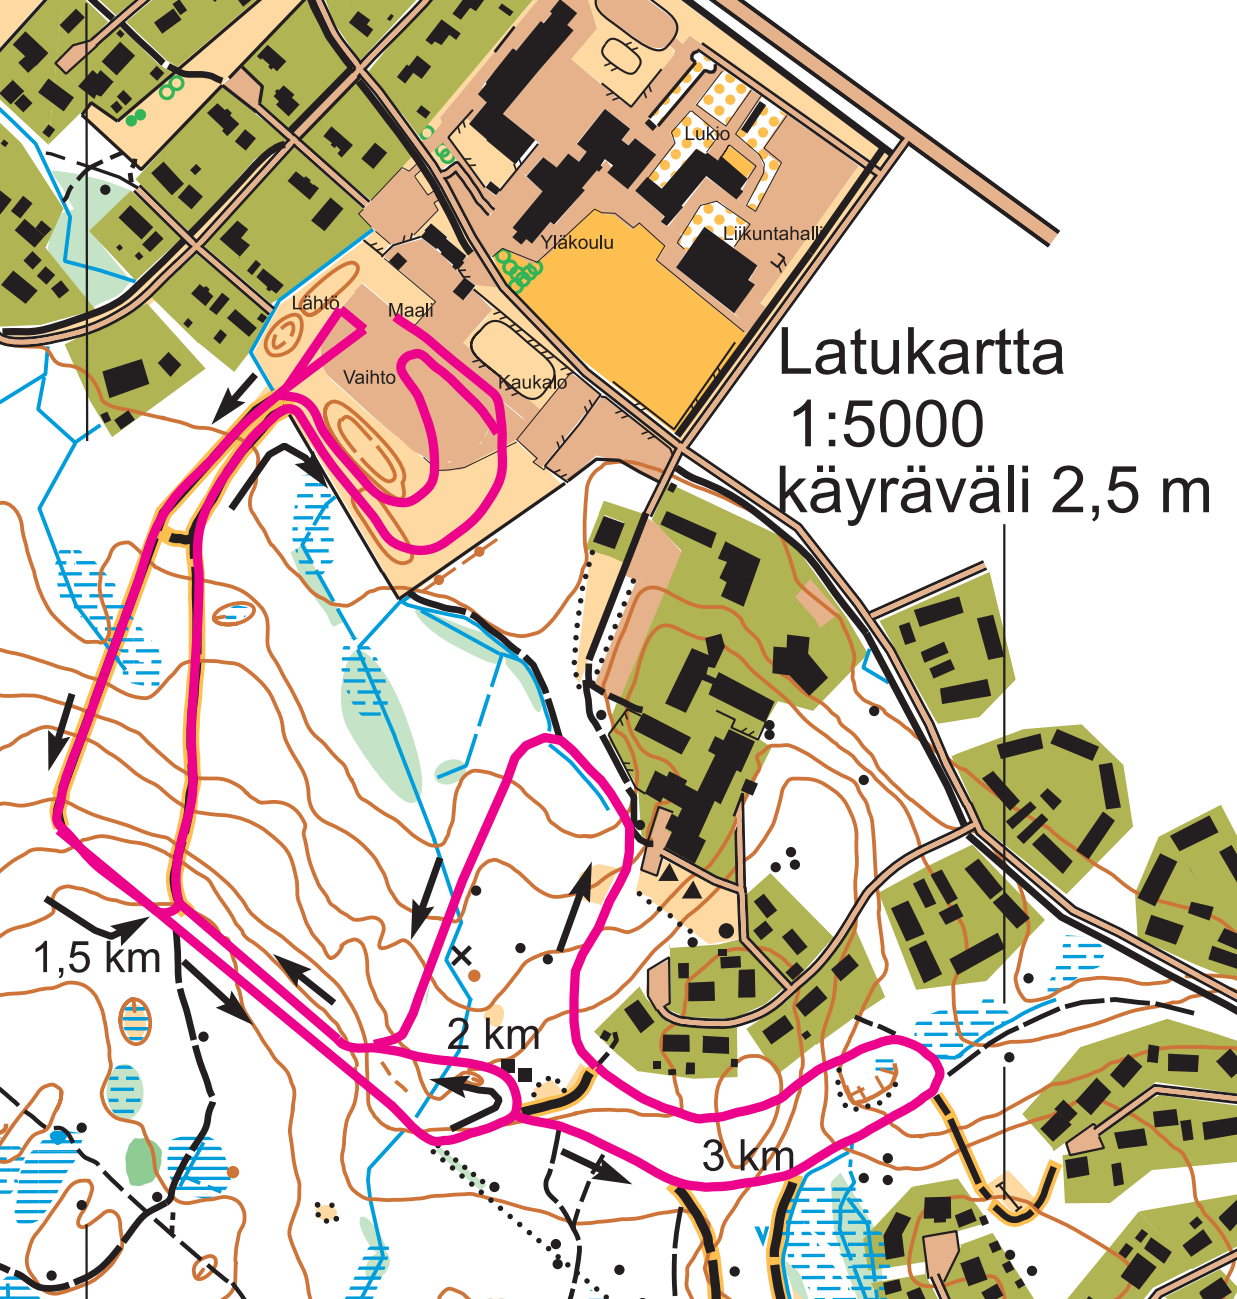 Lukio
Yläkoulu
Liikuntahalli
Lähtö
Maali
Vaihto
Kaukalo
Latukartta
1:5000
käyräväli 2,5 m
1,5 km
2 km
3 km